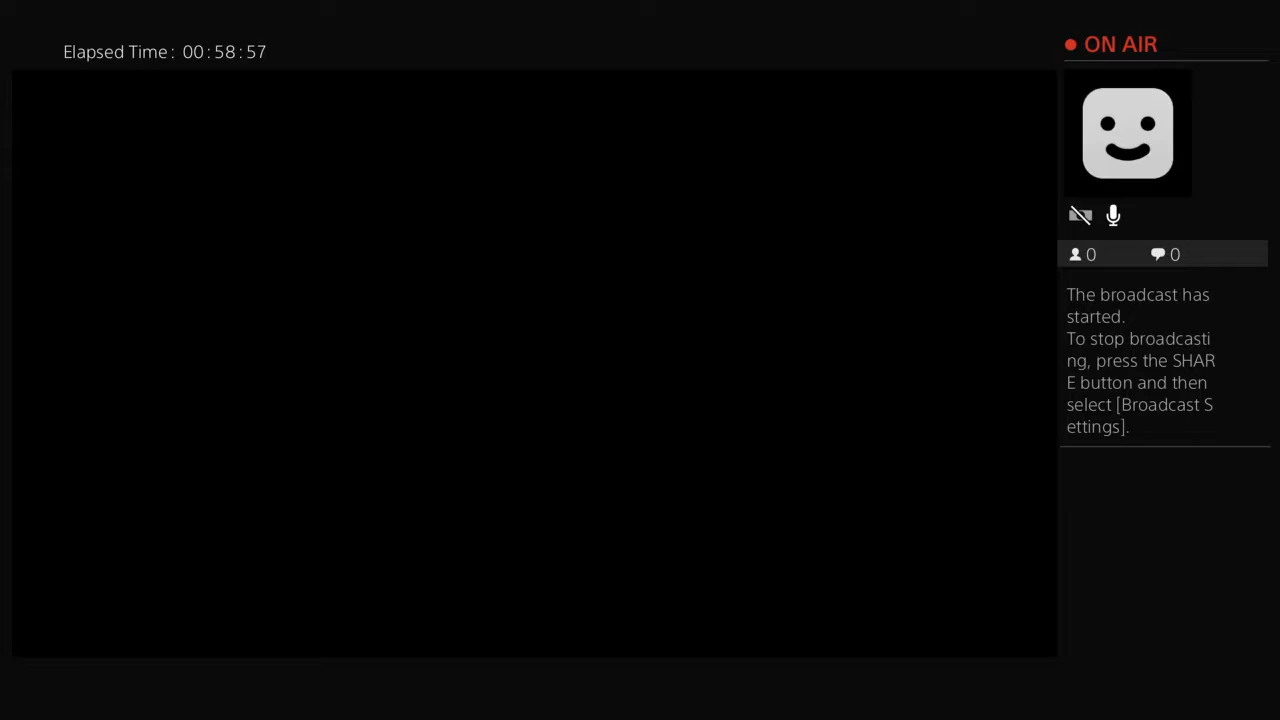 Elapsed Time: 00:58:57
ON AIR
0 0
The broadcast has
started.
To stop broadcasti
ng, press the SHAR
E button and then
select [Broadcast S
ettings].